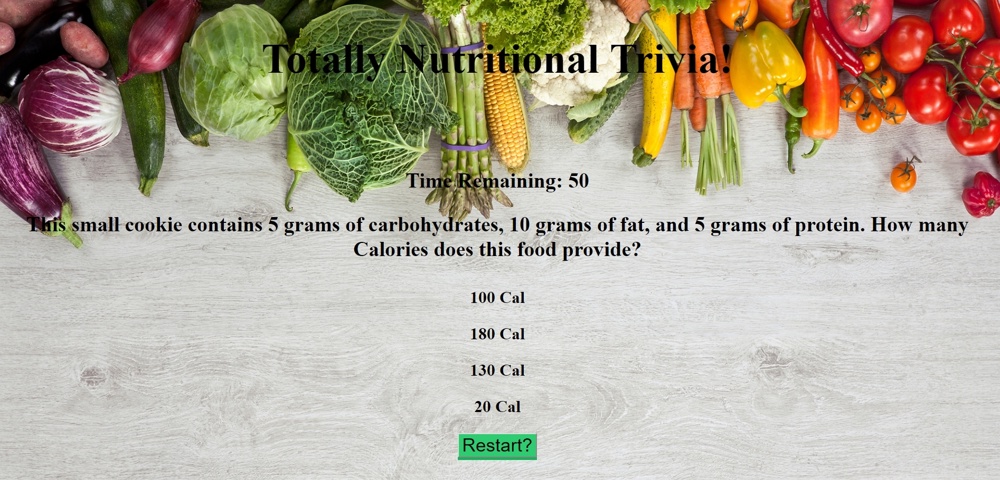 Totally Nutritional Trivia!
Time Remaining: 50
This small cookie contains 5 grams of carbohydrates, 10 grams of fat, and 5 grams of protein. How many
Calories does this food provide?
100 Cal
180 Cal
130 Cal
20 Cal
Restart?